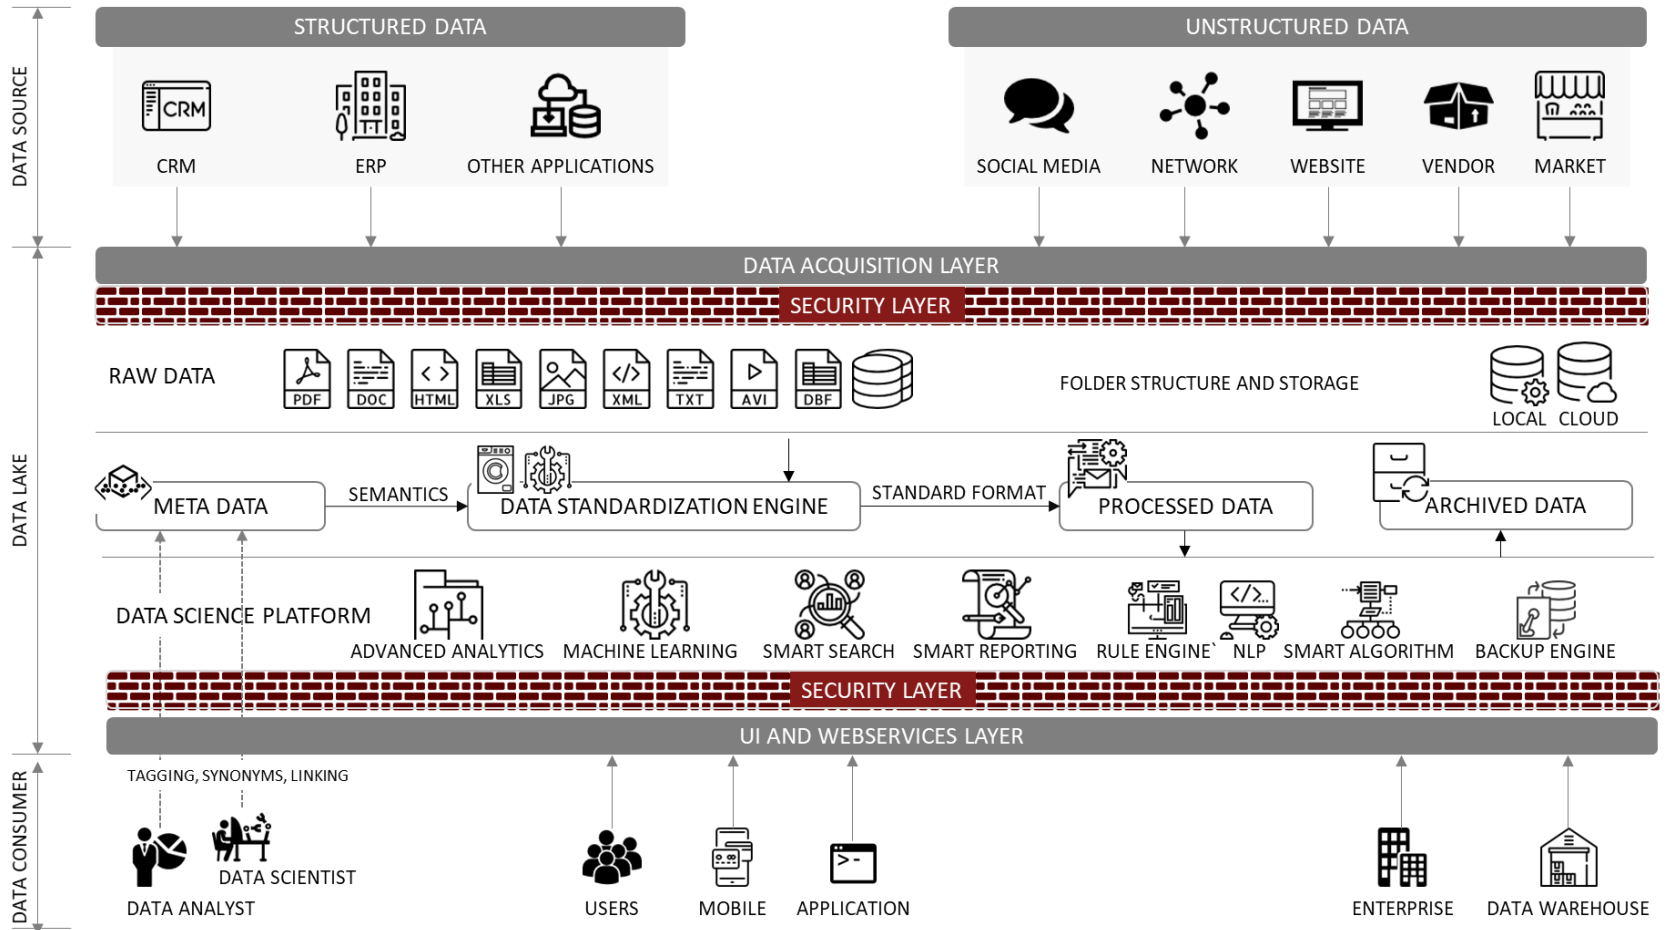 STRUCTURED DATA
UNSTRUCTURED DATA
DATA SOURCE
CRM
CRM
ERP
OTHER APPLICATIONS
SOCIAL MEDIA
NETWORK
WEBSITE
VENDOR
MARKET
DATA ACQUISITION LAYER
SECURITY LAYER
DATA LAKE
RAW DATA
PDF
DOC
HTML
XLS
JPG
XML
TXT
AVI
DBF
FOLDER STRUCTURE AND STORAGE
LOCAL
CLOUD
META DATA
SEMANTICS
DATA STANDARDIZATION ENGINE
STANDARD FORMAT
PROCESSED DATA
ARCHIVED DATA
DATA SCIENCE PLATFORM
ADVANCED ANALYTICS
MACHINE LEARNING
SMART SEARCH
SMART REPORTING
RULE ENGINE`
NLP
SMART ALGORITHM
BACKUP ENGINE
SECURITY LAYER
UI AND WEBSERVICES LAYER
DATA CONSUMER
TAGGING, SYNONYMS, LINKING
DATA SCIENTIST
DATA ANALYST
USERS
MOBILE
APPLICATION
ENTERPRISE
DATA WAREHOUSE